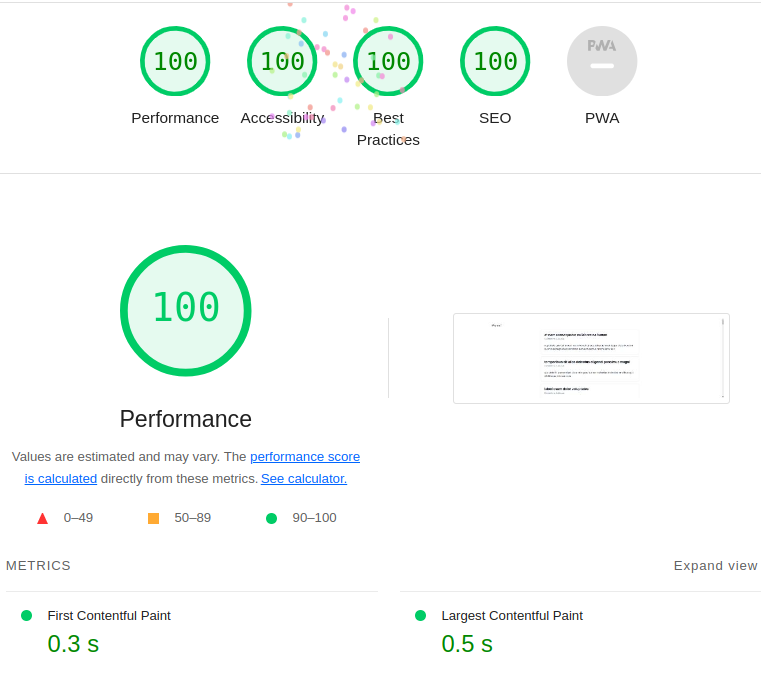 100 100 100 100 PWA
Performance Accessibility Best Practices SEO PWA
100
Performance
Values are estimated and may vary. The performance score
is calculated directly from these metrics. See calculator.
0–49 50–89 90–100
METRICS
Expand view
First Contentful Paint
0.3 s
Largest Contentful Paint
0.5 s